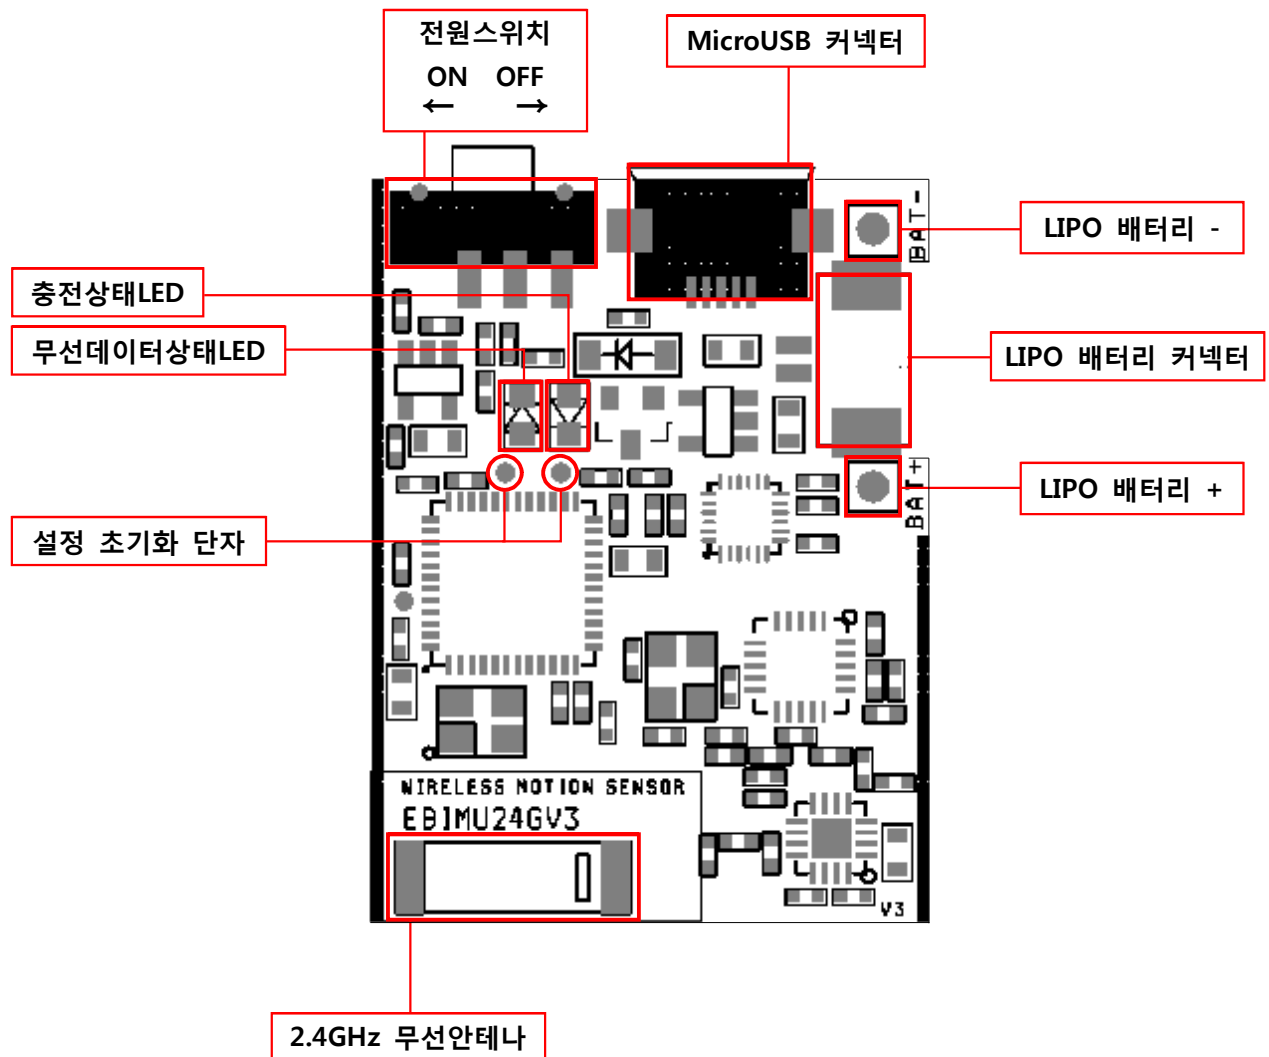 전원스위치
ON OFF
← →
MicroUSB 커넥터
BAT-
LIPO 배터리 -
충전상태LED
무선데이터상태LED
LIPO 배터리 커넥터
BAT+
LIPO 배터리 +
설정 초기화 단자
WIRELESS MOTION SENSOR
EBIMU24GV3
V3
2.4GHz 무선안테나